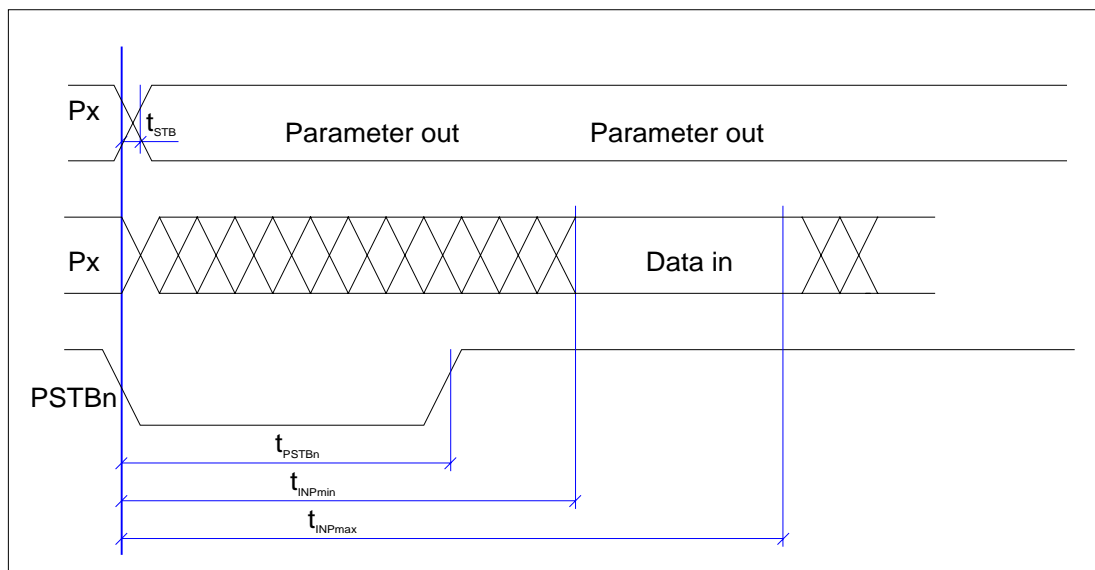 Px
tSTB
Parameter out Parameter out
Px
Data in
PSTBn
tPSTBn
tINPmin
tINPmax